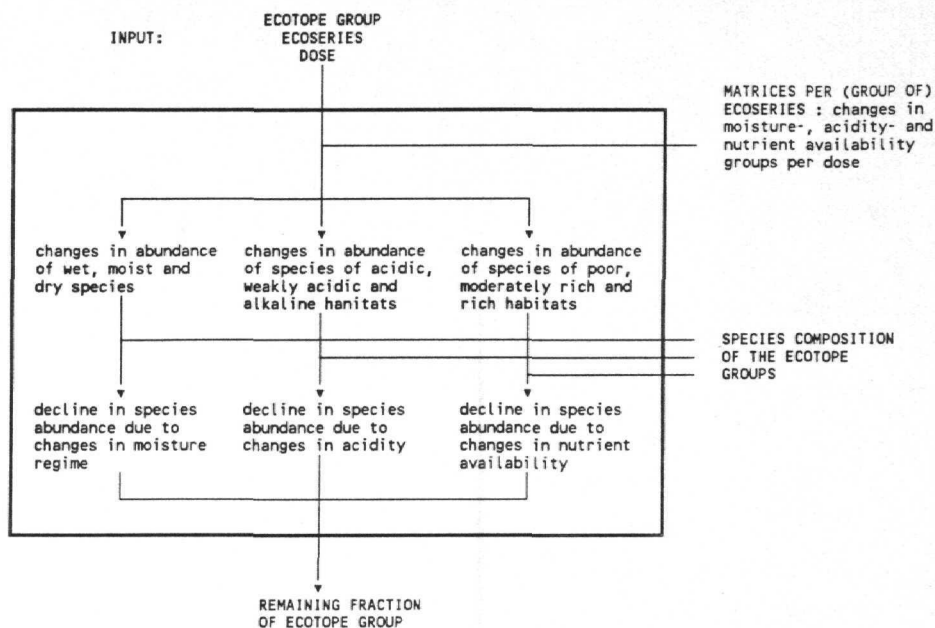 INPUT:
ECOTOPE GROUP
ECOSERIES
DOSE
MATRICES PER (GROUP OF)
ECOSERIES : changes in
moisture-, acidity- and
nutrient availability
groups per dose
changes in abundance
of wet, moist and
dry species
changes in abundance
of species of acidic,
weakly acidic and
alkaline hanitats
changes in abundance
of species of poor,
moderately rich and
rich habitats
SPECIES COMPOSITION
OF THE ECOTOPE
GROUPS
decline in species
abundance due to
changes in moisture
regime
decline in species
abundance due to
changes in acidity
decline in species
abundance due to
changes in nutrient
availability
REMAINING FRACTION
OF ECOTOPE GROUP